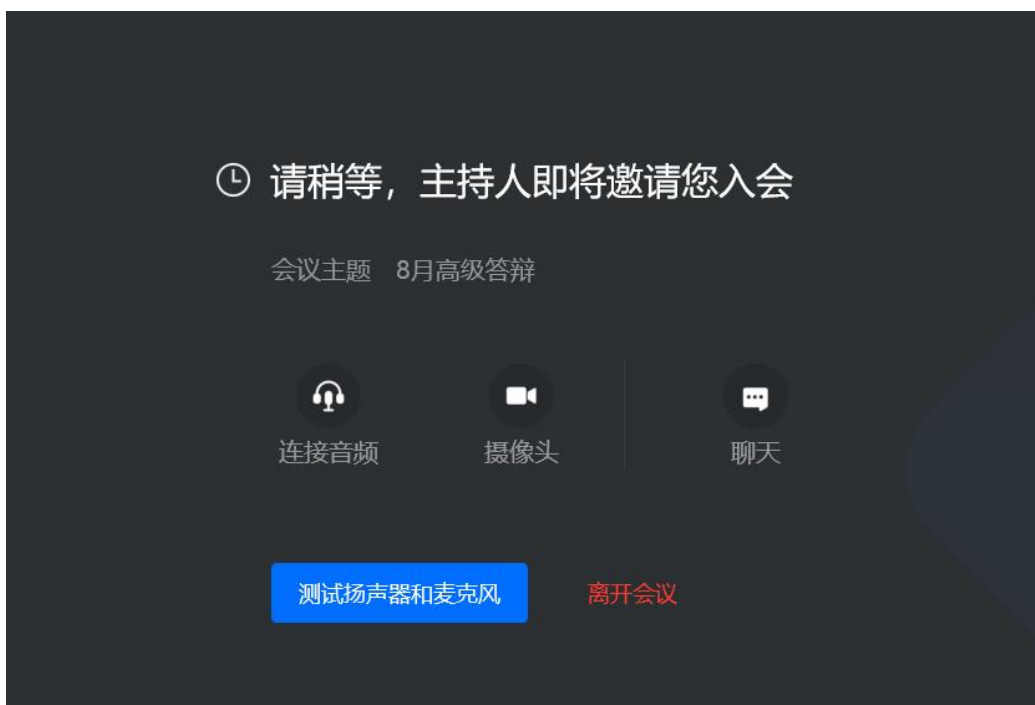 请稍等，主持人即将邀请您入会
会议主题 8月高级答辩
连接音频 摄像头 聊天
测试扬声器和麦克风 离开会议